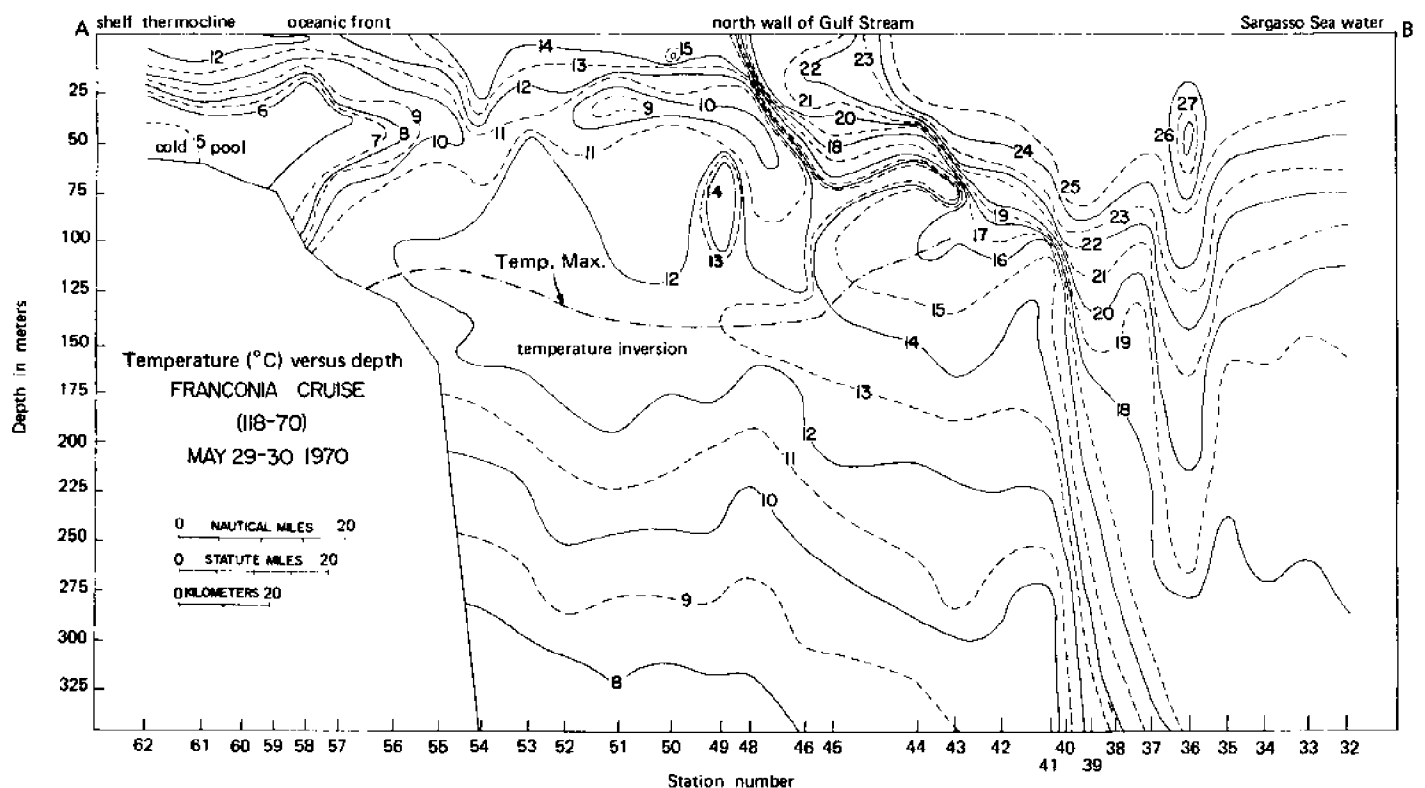 A shelf thermocline oceanic front north wall of Gulf Stream Sargasso Sea water B
14 15 23
12 13 22
25 12 27
6 9 9 10 21
20 26
50 cold 5 pool 7 8 10 11 11 18 24
75 14 25
19 23
100 17 22
13 16
Temp. Max. 12 21
125 15 20
150 temperature inversion 14 19
Temperature (°C) versus depth
175 FRANCONIA CRUISE 13
(118-70) 18
200 MAY 29-30 1970 12
11
225 10
0 NAUTICAL MILES 20
250
0 STATUTE MILES 20
275 0 KILOMETERS 20 9
300
325 8
Depth in meters
62 61 60 59 58 57 56 55 54 53 52 51 50 49 48 46 45 44 43 42 40 38 37 36 35 34 33 32
41 39
Station number